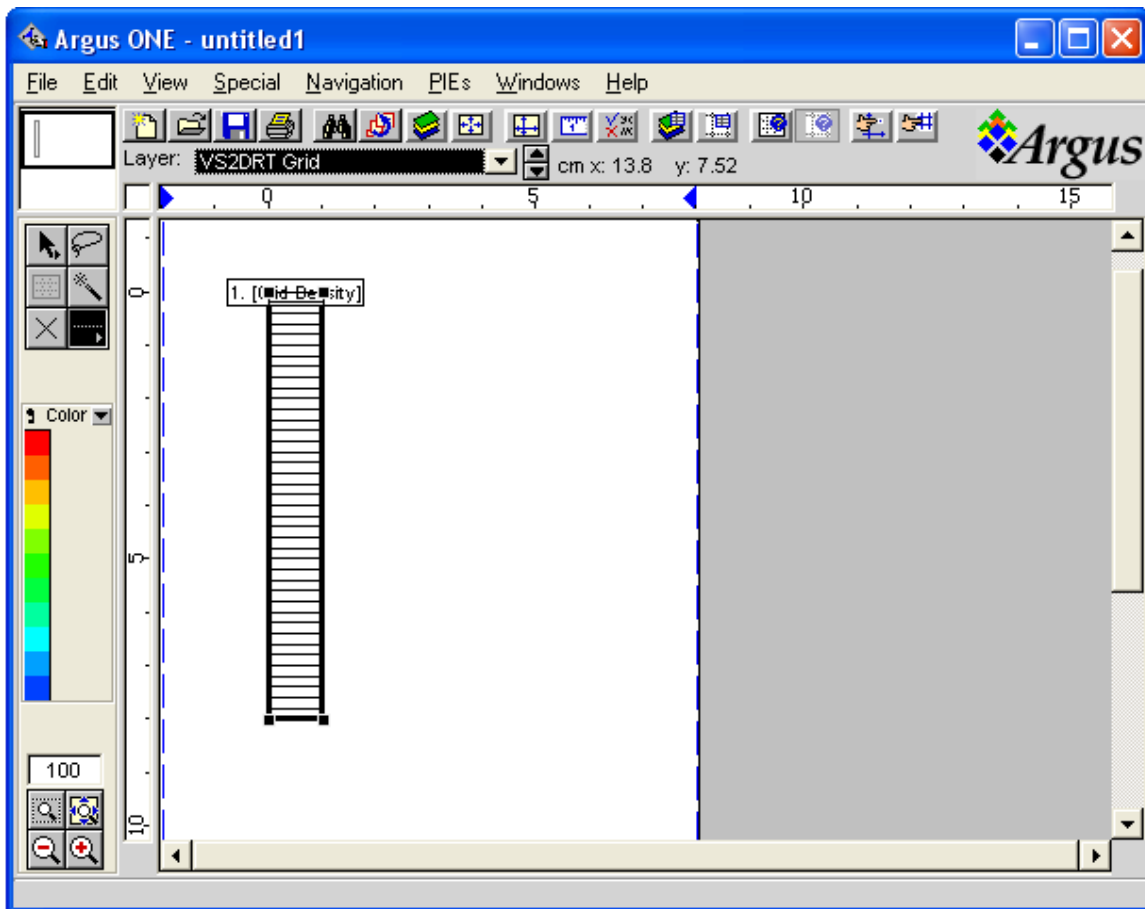 Argus ONE - untitled1
File Edit View Special Navigation PIEs Windows Help
Layer: VS2DRT Grid cm x: 13.8 y: 7.52
Argus
0 5 10 15
0
5
10
Color
100